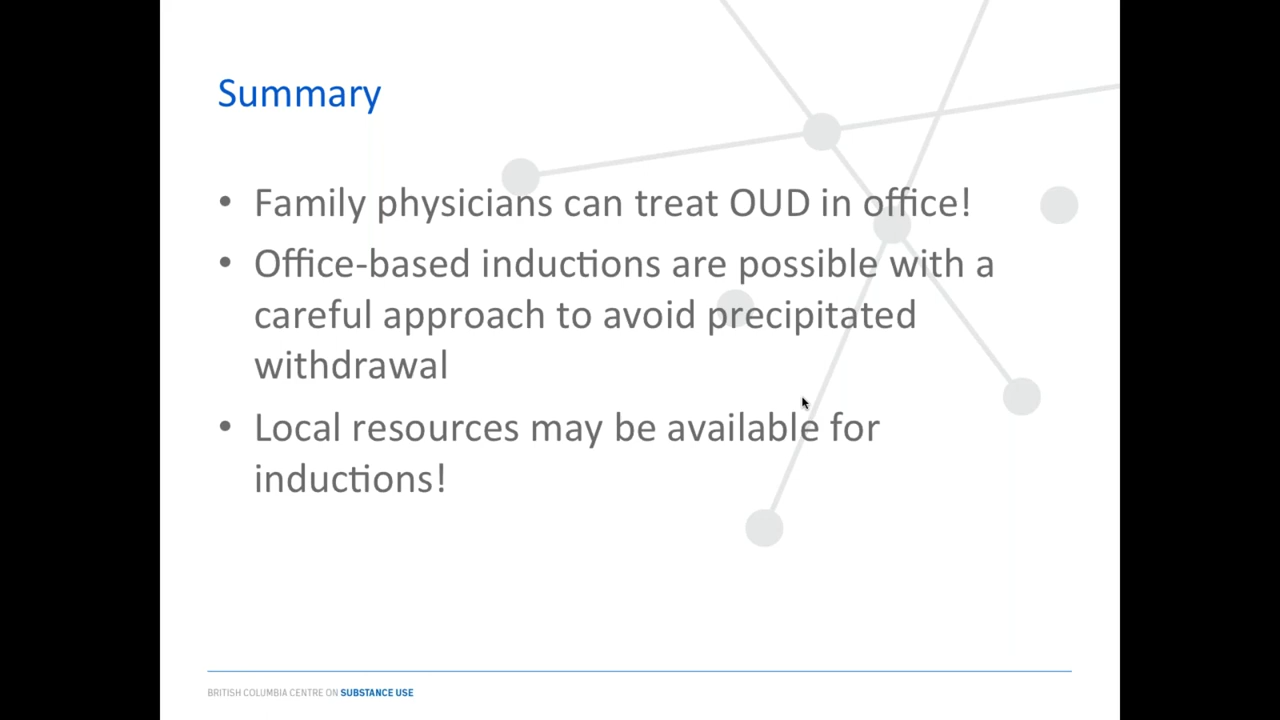 Summary
• Family physicians can treat OUD in office!
• Office-based inductions are possible with a
careful approach to avoid precipitated
withdrawal
• Local resources may be available for
inductions!
BRITISH COLUMBIA CENTRE ON SUBSTANCE USE